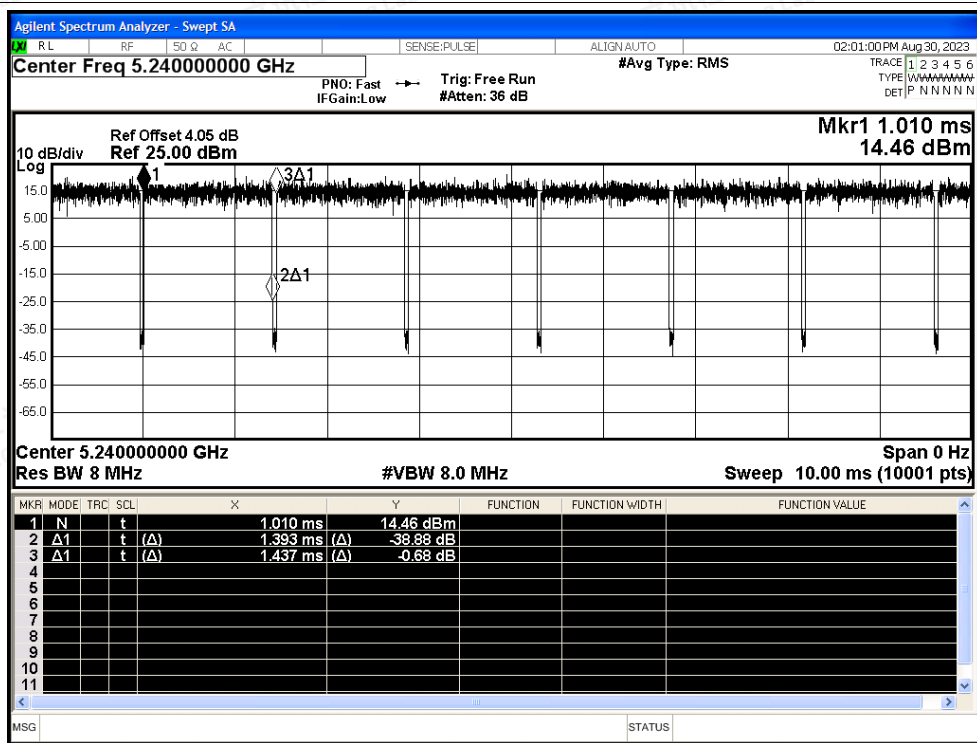 Agilent Spectrum Analyzer - Swept SA
LXI RL RF 50 Ω AC SENSE:PULSE ALIGN AUTO 02:01:00 PM Aug 30, 2023
Center Freq 5.240000000 GHz #Avg Type: RMS TRACE 1 2 3 4 5 6
PNO: Fast Trig: Free Run TYPE WWWWWW
IFGain:Low #Atten: 36 dB DET P N N N N N
Mkr1 1.010 ms
Ref Offset 4.05 dB
10 dB/div Ref 25.00 dBm 14.46 dBm
Log
1 3Δ1
15.0
5.00
-5.00
-15.0 2Δ1
-25.0
-35.0
-45.0
-55.0
-65.0
Center 5.240000000 GHz Span 0 Hz
Res BW 8 MHz #VBW 8.0 MHz Sweep 10.00 ms (10001 pts)
MKR MODE TRC SCL X Y FUNCTION FUNCTION WIDTH FUNCTION VALUE
1 N t 1.010 ms 14.46 dBm
2 Δ1 t (Δ) 1.393 ms (Δ) -38.88 dB
3 Δ1 t (Δ) 1.437 ms (Δ) -0.68 dB
4
5
6
7
8
9
10
11
MSG STATUS